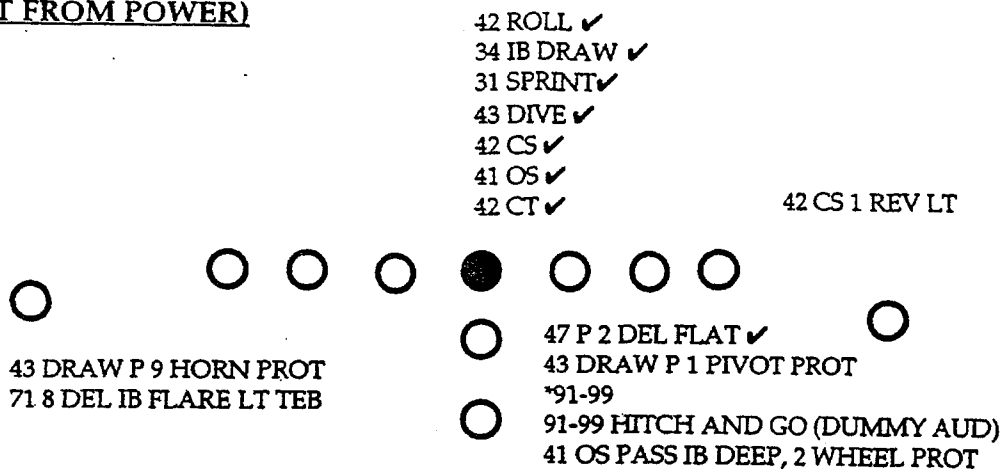 T FROM POWER)
42 ROLL ✔
34 IB DRAW ✔
31 SPRINT✔
43 DIVE ✔
42 CS ✔
41 OS ✔
42 CT ✔
42 CS 1 REV LT
43 DRAW P 9 HORN PROT
71 8 DEL IB FLARE LT TEB
47 P 2 DEL FLAT ✔
43 DRAW P 1 PIVOT PROT
*91-99
91-99 HITCH AND GO (DUMMY AUD)
41 OS PASS IB DEEP, 2 WHEEL PROT